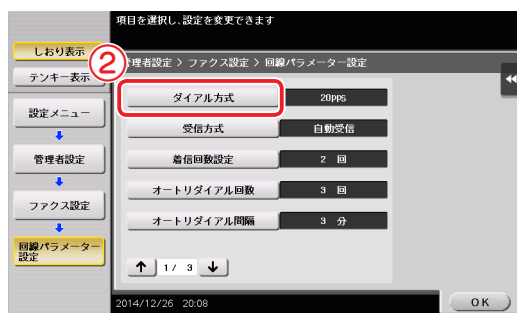 項目を選択し、設定を変更できます
しおり表示
テンキー表示
②
管理者設定 > ファクス設定 > 回線パラメーター設定
設定メニュー
管理者設定
ファクス設定
回線パラメーター
設定
ダイアル方式 20pps
受信方式 自動受信
着信回数設定 2 回
オートリダイアル回数 3 回
オートリダイアル間隔 3 分
↑ 1/ 3 ↓
2014/12/26 20:08
OK